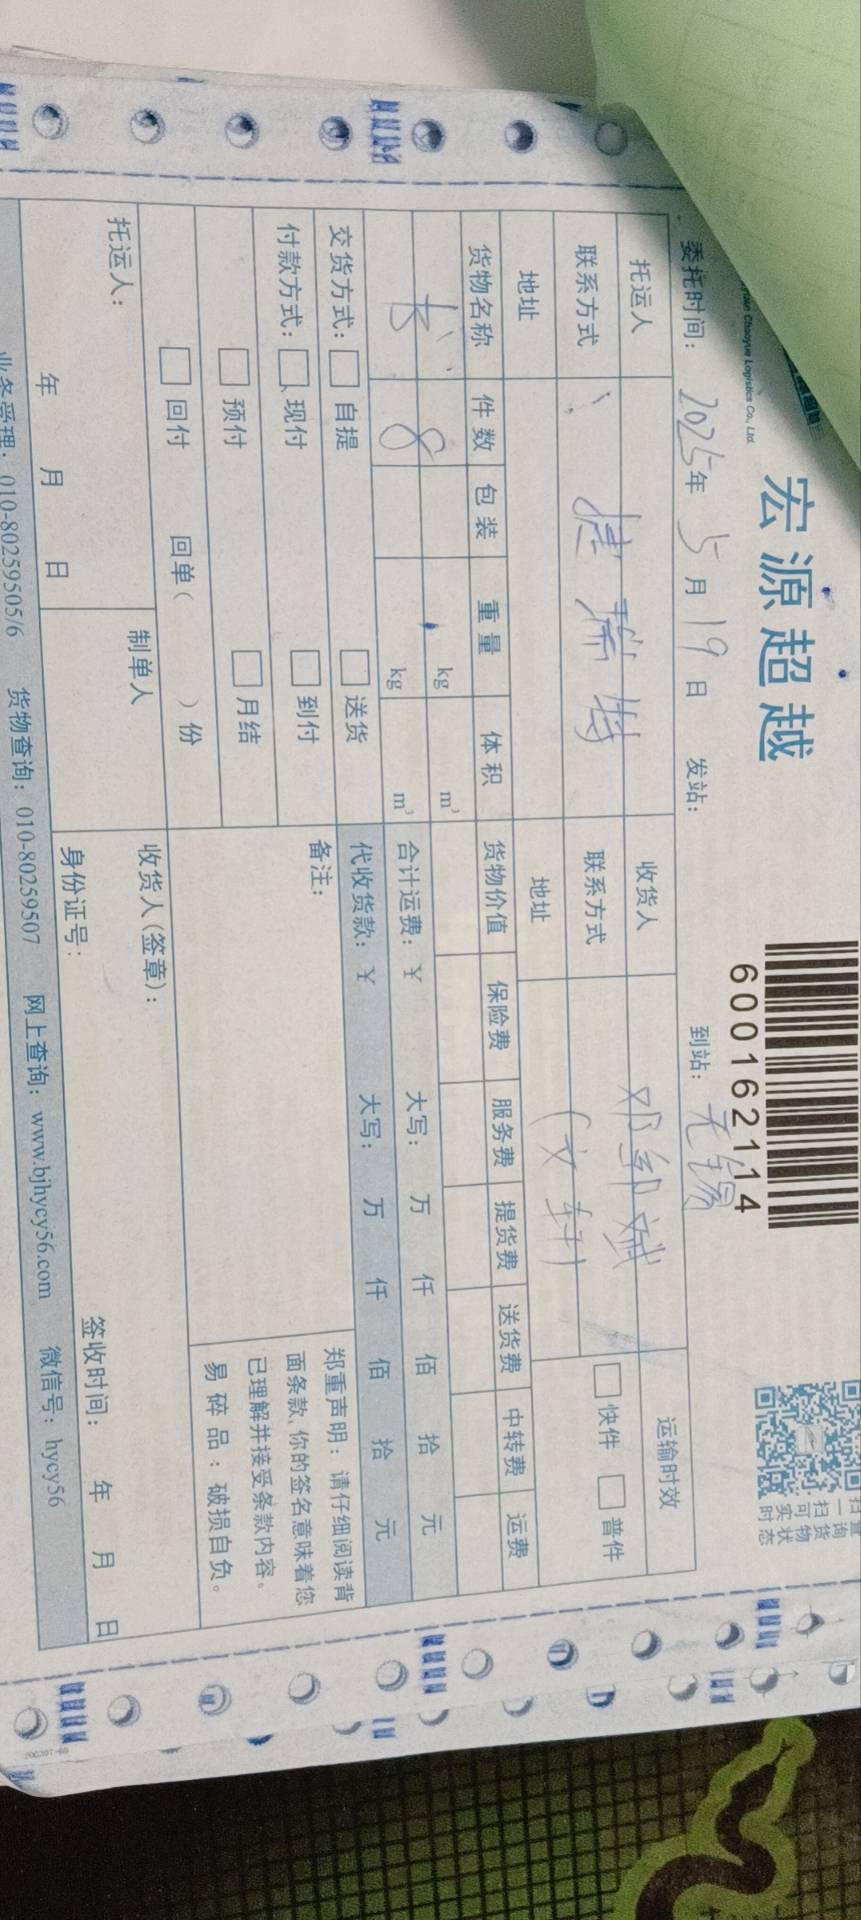 Yuan Chaoyue Logistics Co., Ltd.
宏源超越
600162114
扫一扫
查询货物
可实时状态
委托时间： 2025年 5月 19日 发站： 到站：无锡
托运人 收货人 运输时效
联系方式 捷瑞特 联系方式 快件 普件
地址 地址 (文轩)
货物名称 件数 包装 重量 体积 货物价值 保险费 服务费 提货费 送货费 中转费 运费
8 kg m³
kg m³ 合计运费：￥ 大写： 万 仟 佰 拾 元
交货方式： 自提 送货 代收货款：￥ 大写： 万 仟 佰 拾 元
付款方式： 现付 到付 备注：
预付 月结
回付 回单（ ）份
郑重声明：请仔细阅读背
面条款，你的签名意味着您
已理解并接受条款内容。
易碎品：破损自负。
托运人： 制单人 收货人(签章)：
年 月 日 身份证号： 签收时间： 年 月 日
业务受理：010-80259505/6 货物查询：010-80259507 网上查询：www.bjhycy56.com 微信号：hycy56